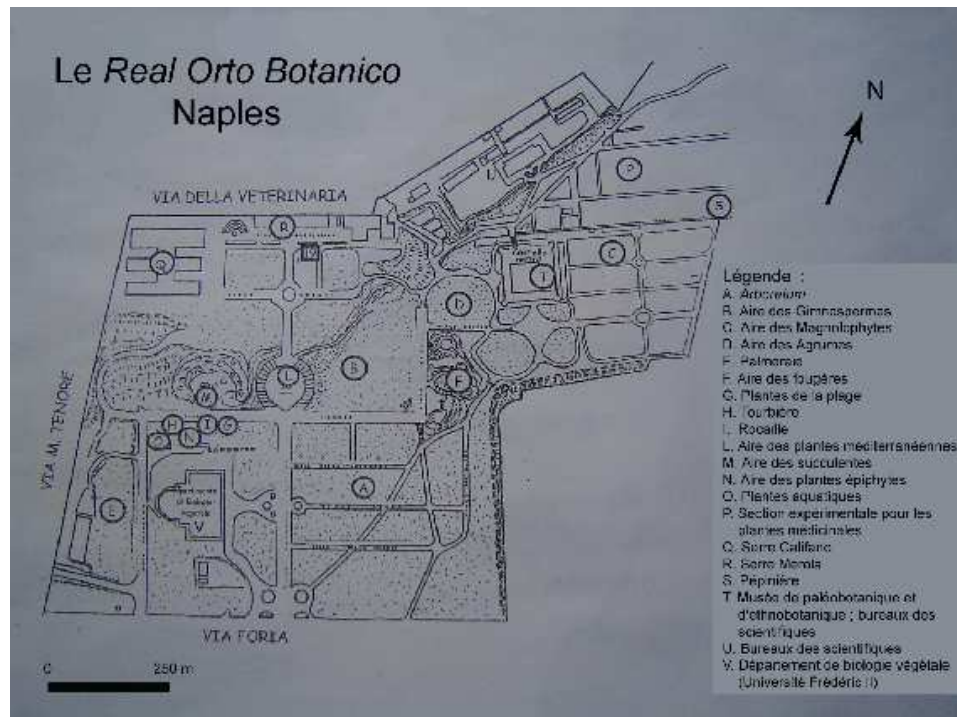 Le Real Orto Botanico
Naples
N
VIA DELLA VETERINARIA
VIA M. TENORE
VIA FORIA
0 250 m
Légende :
A. Arboretum
B. Aire des Gimnospermas
C. Aire des Magnolophytes
D. Aire des Agrumes
E. Palmeraie
F. Aire des fougères
G. Plantes de la plage
H. Tourbière
I. Rocaille
L. Aire des plantes méditerranéennes
M. Aire des succulentes
N. Aire des plantes épiphytes
O. Plantes aquatiques
P. Section expérimentale pour les
plantes médicinales
Q. Serre Califano
R. Serre Merola
S. Pépinière
T. Musée de paléobotanique et
d'ethnobotanique ; bureaux des
scientifiques
U. Bureaux des scientifiques
V. Département de biologie végétale
(Université Frédéric II)